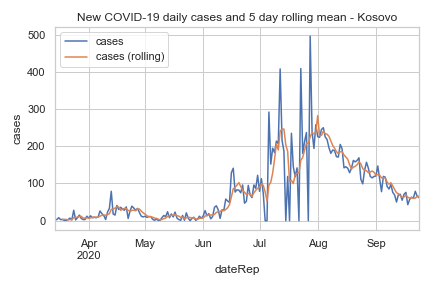 New COVID-19 daily cases and 5 day rolling mean - Kosovo
cases
cases (rolling)
500
400
300
200
100
0
cases
Apr
2020
May
Jun
Jul
Aug
Sep
dateRep